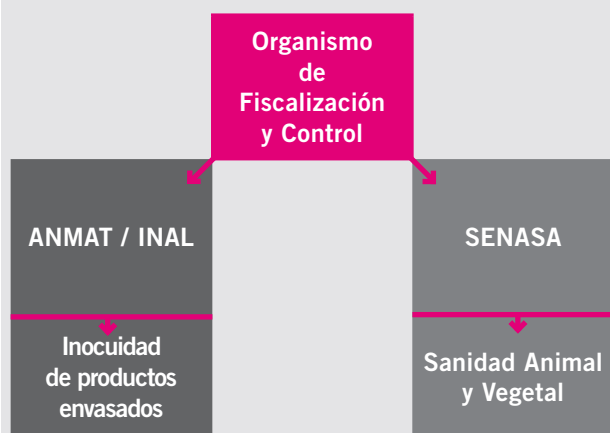 Organismo
de
Fiscalización
y Control
ANMAT / INAL
SENASA
Inocuidad
de productos
envasados
Sanidad Animal
y Vegetal